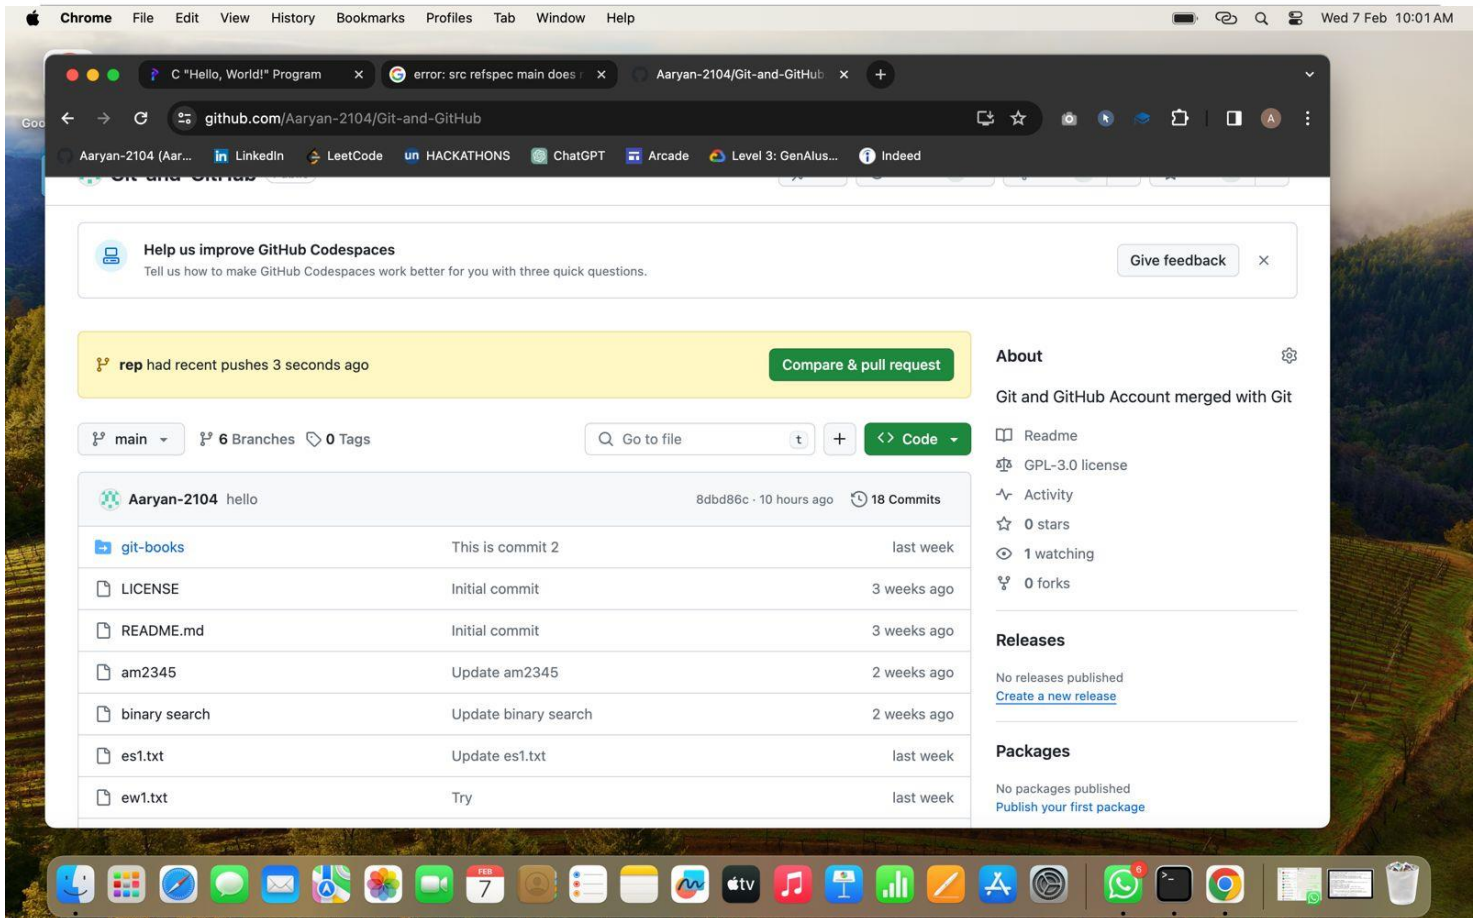 Chrome File Edit View History Bookmarks Profiles Tab Window Help Wed 7 Feb 10:01 AM
C "Hello, World!" Program
error: src refspec main does
Aaryan-2104/Git-and-GitHub
github.com/Aaryan-2104/Git-and-GitHub
A
Aaryan-2104 (Aar... in LinkedIn LeetCode un HACKATHONS ChatGPT Arcade Level 3: GenAIus... Indeed
Git-and-GitHub
Help us improve GitHub Codespaces
Tell us how to make GitHub Codespaces work better for you with three quick questions.
Give feedback
rep had recent pushes 3 seconds ago
Compare & pull request
main 6 Branches 0 Tags
Go to file t
Code
Aaryan-2104 hello 8dbd86c · 10 hours ago 18 Commits
git-books This is commit 2 last week
LICENSE Initial commit 3 weeks ago
README.md Initial commit 3 weeks ago
am2345 Update am2345 2 weeks ago
binary search Update binary search 2 weeks ago
es1.txt Update es1.txt last week
ew1.txt Try last week
About
Git and GitHub Account merged with Git
Readme
GPL-3.0 license
Activity
0 stars
1 watching
0 forks
Releases
No releases published
Create a new release
Packages
No packages published
Publish your first package
Goo
FEB
7
tv
6